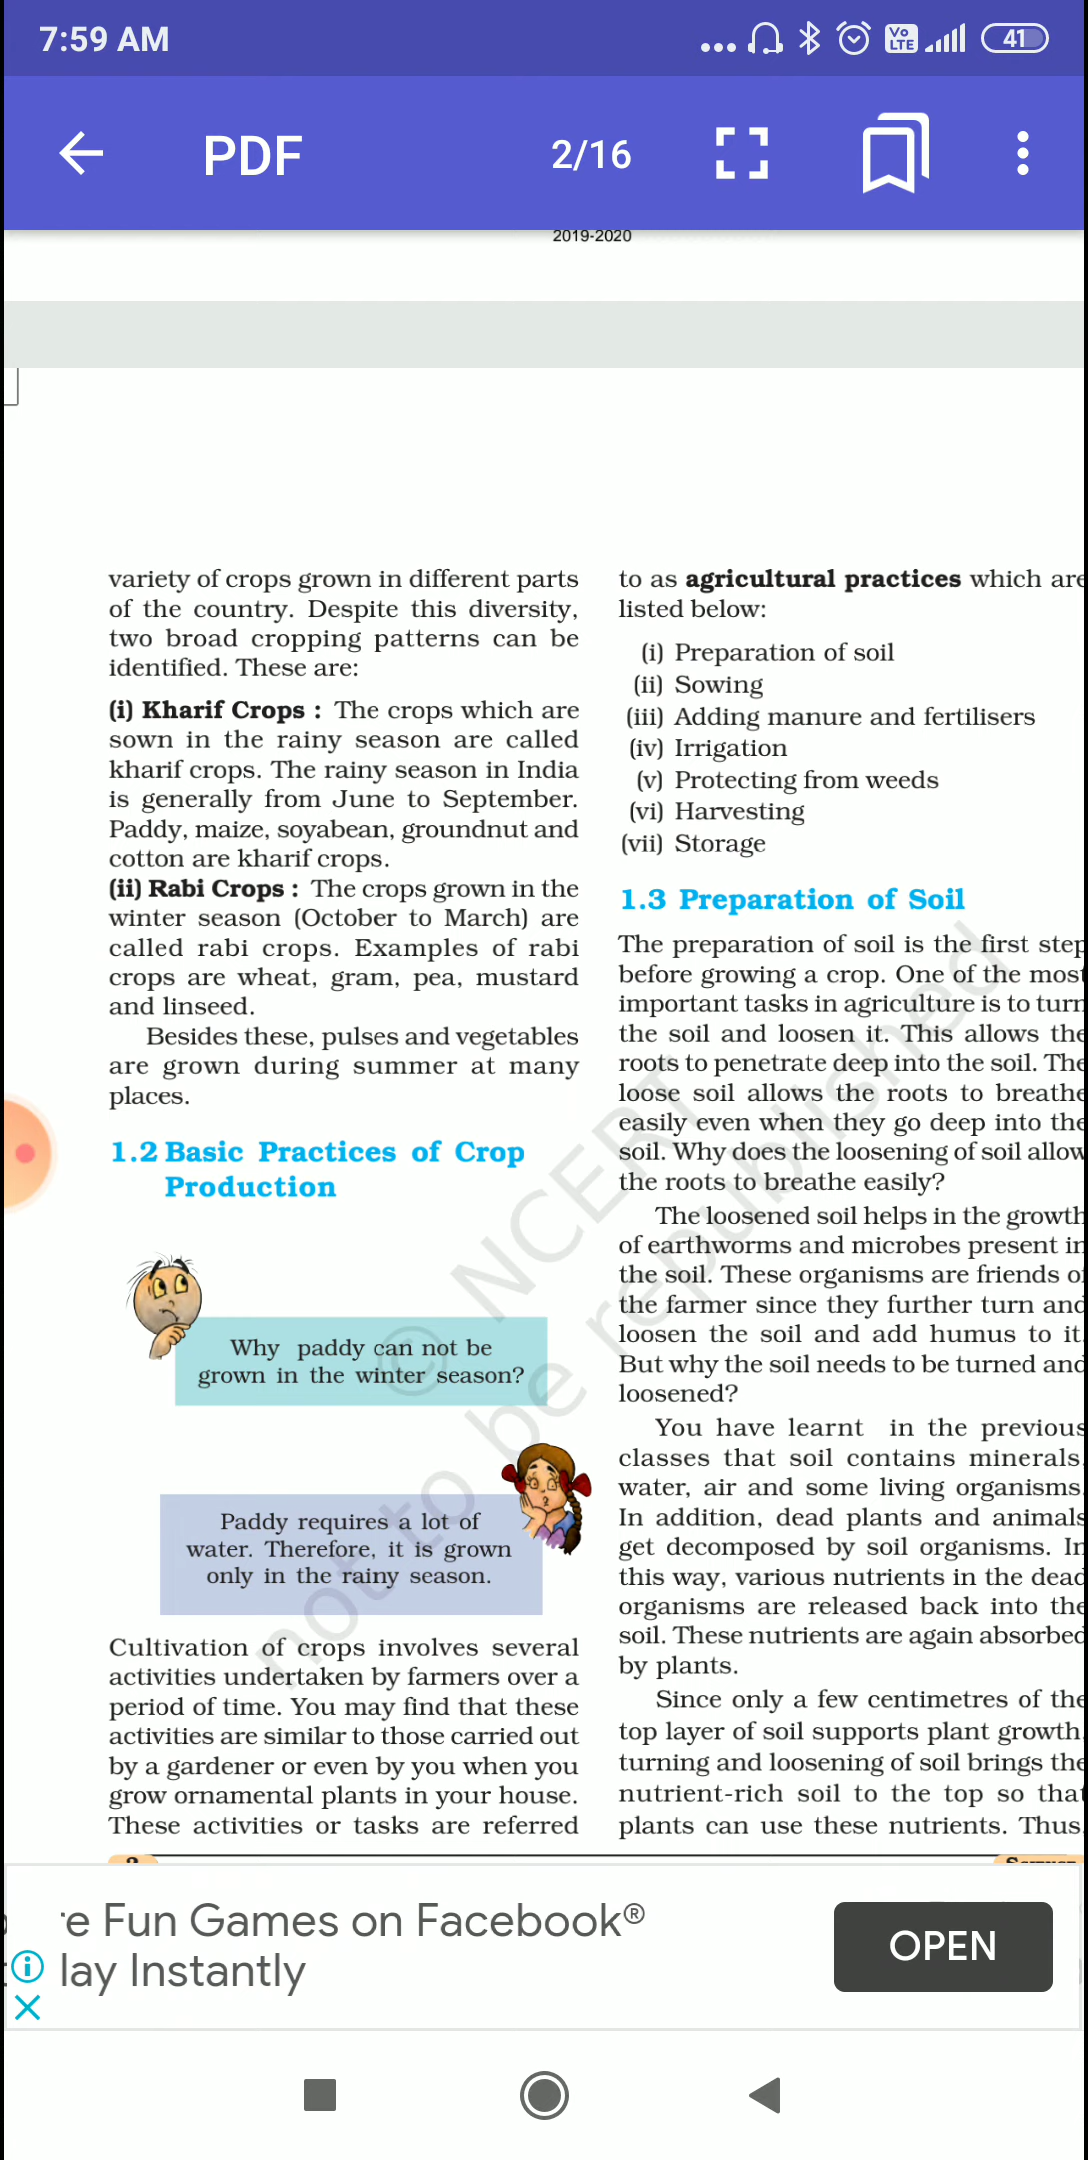 7:59 AM
Vo LTE
41
PDF
2/16
2019-2020
variety of crops grown in different parts
of the country. Despite this diversity,
two broad cropping patterns can be
identified. These are:
(i) Kharif Crops : The crops which are
sown in the rainy season are called
kharif crops. The rainy season in India
is generally from June to September.
Paddy, maize, soyabean, groundnut and
cotton are kharif crops.
(ii) Rabi Crops : The crops grown in the
winter season (October to March) are
called rabi crops. Examples of rabi
crops are wheat, gram, pea, mustard
and linseed.
Besides these, pulses and vegetables
are grown during summer at many
places.
1.2 Basic Practices of Crop
Production
Why paddy can not be
grown in the winter season?
Paddy requires a lot of
water. Therefore, it is grown
only in the rainy season.
Cultivation of crops involves several
activities undertaken by farmers over a
period of time. You may find that these
activities are similar to those carried out
by a gardener or even by you when you
grow ornamental plants in your house.
These activities or tasks are referred
to as agricultural practices which are
listed below:
(i) Preparation of soil
(ii) Sowing
(iii) Adding manure and fertilisers
(iv) Irrigation
(v) Protecting from weeds
(vi) Harvesting
(vii) Storage
1.3 Preparation of Soil
The preparation of soil is the first step
before growing a crop. One of the most
important tasks in agriculture is to turn
the soil and loosen it. This allows the
roots to penetrate deep into the soil. The
loose soil allows the roots to breathe
easily even when they go deep into the
soil. Why does the loosening of soil allow
the roots to breathe easily?
The loosened soil helps in the growth
of earthworms and microbes present in
the soil. These organisms are friends of
the farmer since they further turn and
loosen the soil and add humus to it.
But why the soil needs to be turned and
loosened?
You have learnt in the previous
classes that soil contains minerals,
water, air and some living organisms.
In addition, dead plants and animals
get decomposed by soil organisms. In
this way, various nutrients in the dead
organisms are released back into the
soil. These nutrients are again absorbed
by plants.
Since only a few centimetres of the
top layer of soil supports plant growth,
turning and loosening of soil brings the
nutrient-rich soil to the top so that
plants can use these nutrients. Thus,
© NCERT
not to be republished
e Fun Games on Facebook®
lay Instantly
OPEN